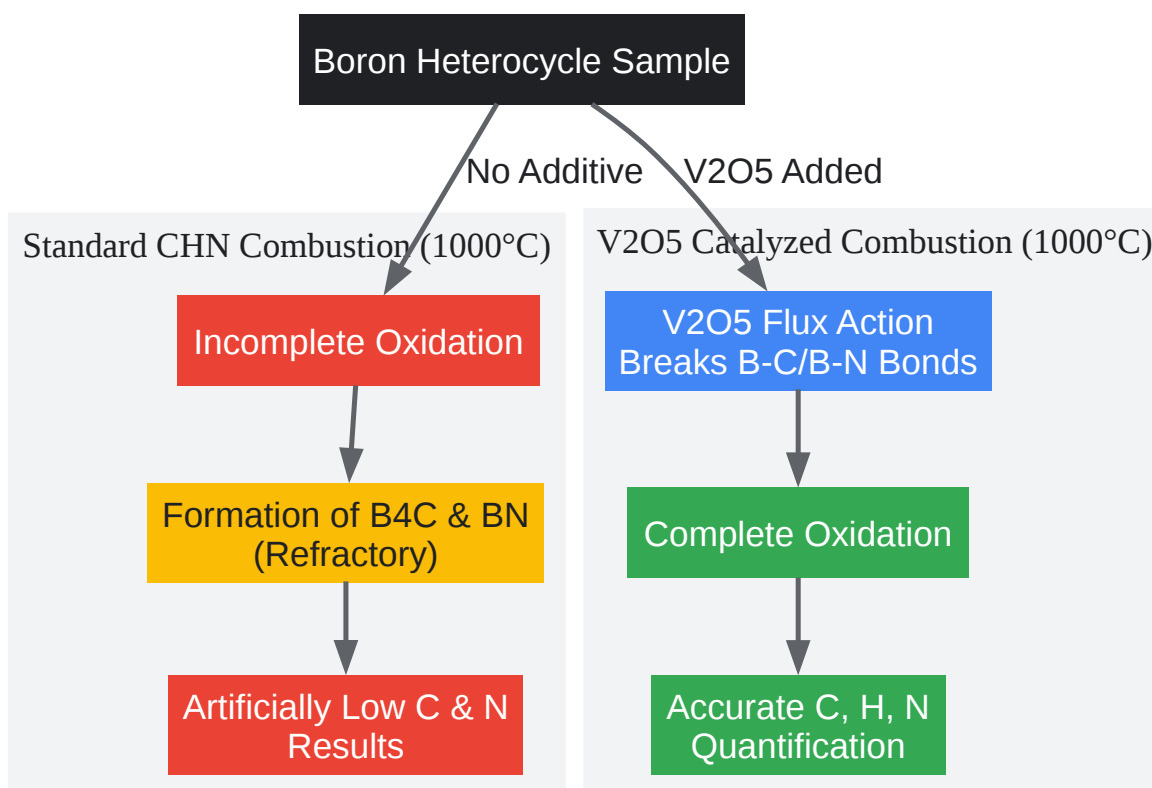 Boron Heterocycle Sample
No Additive
V2O5 Added
Standard CHN Combustion (1000°C)
V2O5 Catalyzed Combustion (1000°C)
Incomplete Oxidation
V2O5 Flux Action
Breaks B-C/B-N Bonds
Formation of B4C & BN
(Refractory)
Complete Oxidation
Artificially Low C & N
Results
Accurate C, H, N
Quantification